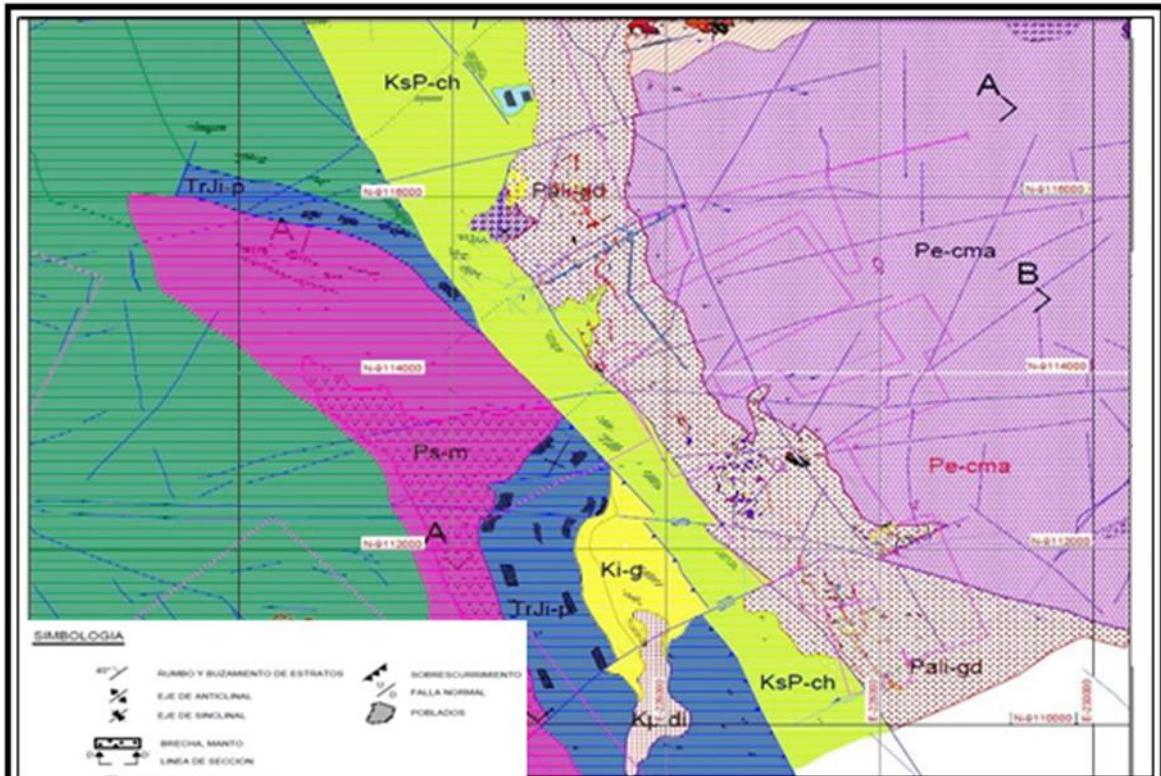 KsP-ch
A
TrJi-p
N-9116000
Pali-gd
N-9116000
A
Pe-cma
B
N-9114000
N-9114000
Ps-m
Pe-cma
A
N-9112000
N-9112000
Ki-g
TrJi-p
SIMBOLOGIA
Pali-gd
KsP-ch
RUMBO Y BUZAMIENTO DE ESTRATOS
SOBRESCURRIMIENTO
EJE DE ANTICLINAL
FALLA NORMAL
EJE DE SINCLINAL
POBLADOS
N-9110000
BRECHA, MANTO
LINEA DE SECCION